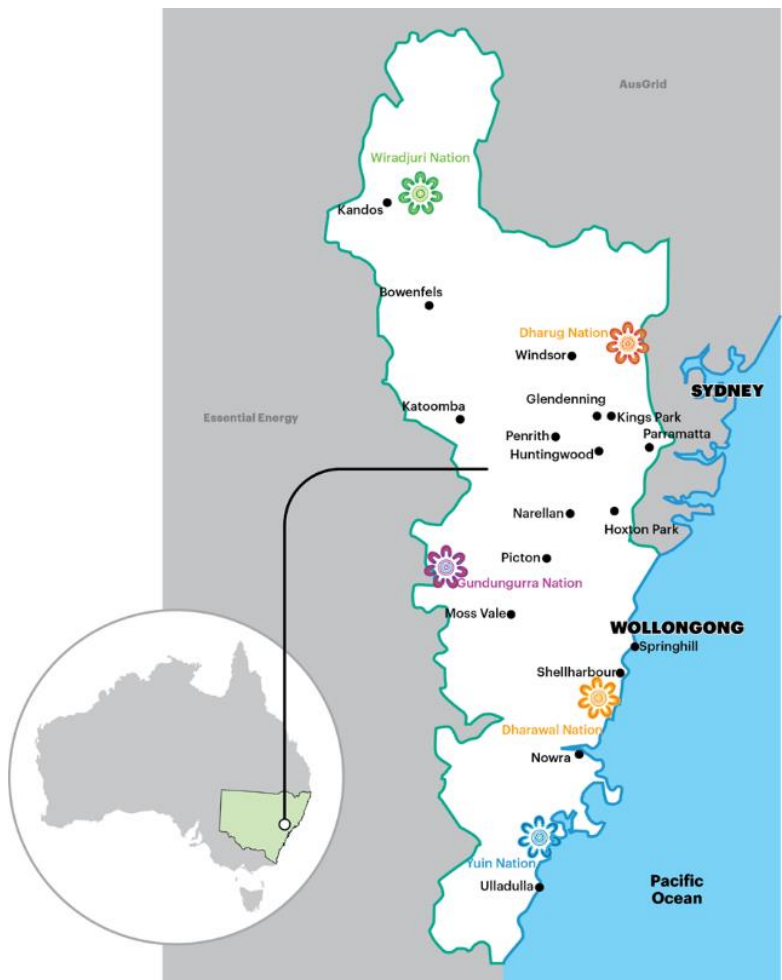 AusGrid
Wiradjuri Nation
Kandos
Bowenfels
Dharug Nation
Windsor
SYDNEY
Glendenning
Katoomba
Essential Energy
Kings Park
Penrith
Parramatta
Huntingwood
Narellan
Hoxton Park
Picton
Gundungurra Nation
Moss Vale
WOLLONGONG
Springhill
Shellharbour
Dharawal Nation
Nowra
Yuin Nation
Ulladulla
Pacific
Ocean